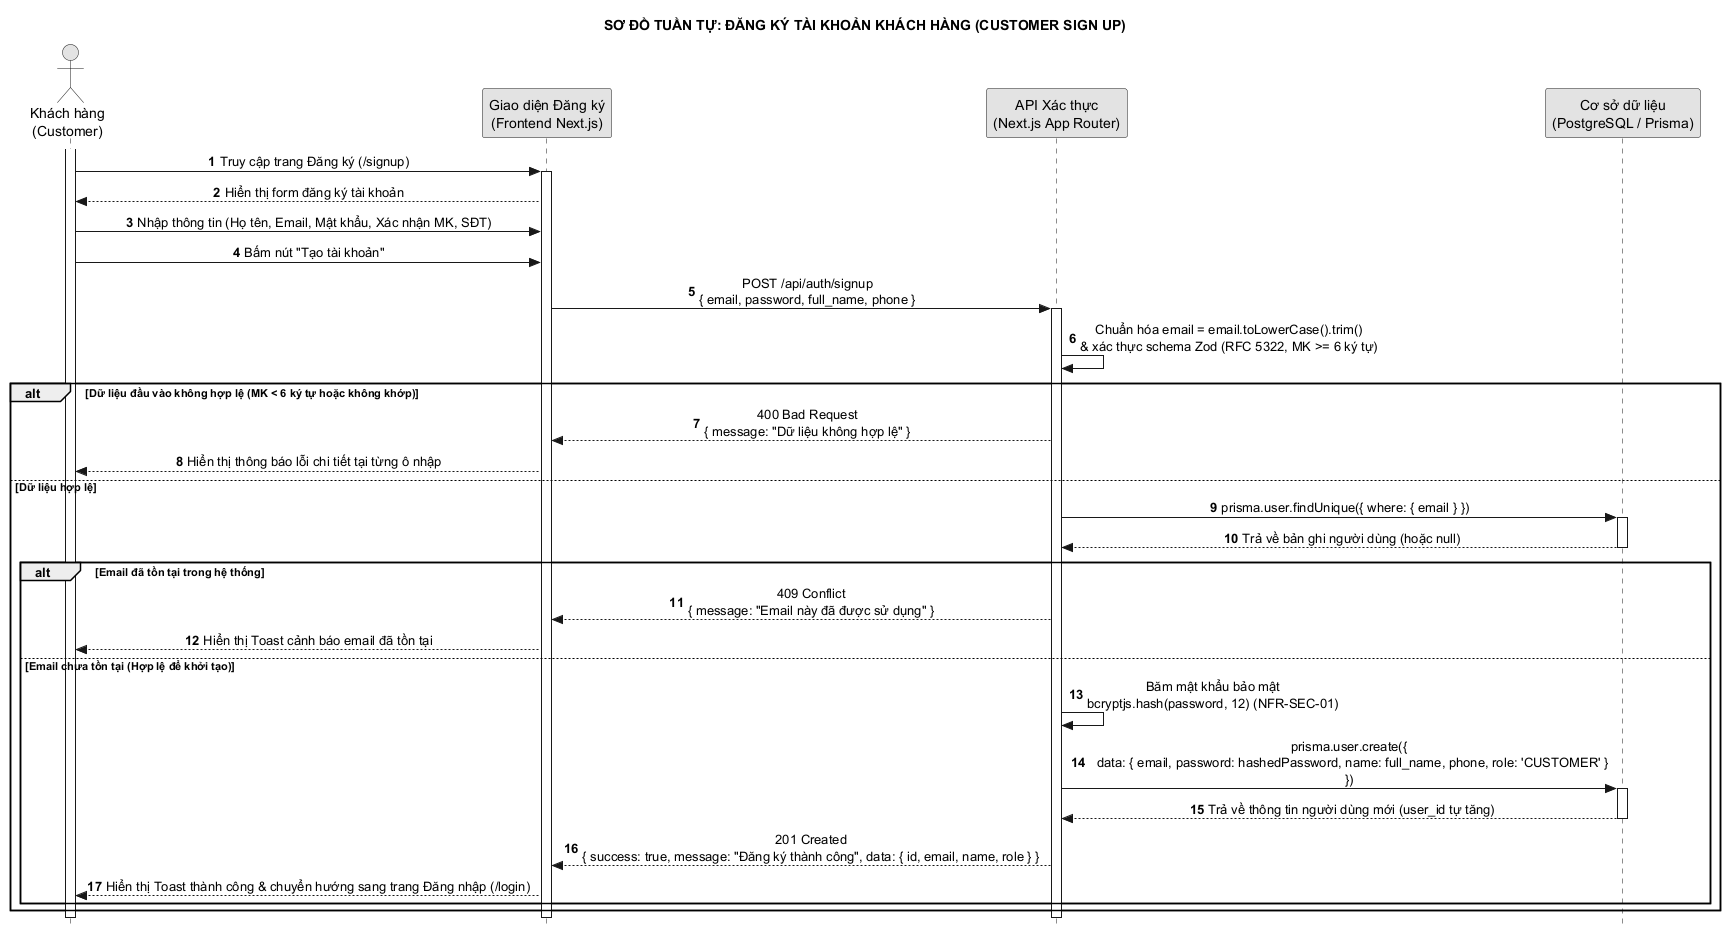 SƠ ĐỒ TUẦN TỰ: ĐĂNG KÝ TÀI KHOẢN KHÁCH HÀNG (CUSTOMER SIGN UP)
Khách hàng
(Customer)
Giao diện Đăng ký
(Frontend Next.js)
API Xác thực
(Next.js App Router)
Cơ sở dữ liệu
(PostgreSQL / Prisma)
1 Truy cập trang Đăng ký (/signup)
2 Hiển thị form đăng ký tài khoản
3 Nhập thông tin (Họ tên, Email, Mật khẩu, Xác nhận MK, SĐT)
4 Bấm nút "Tạo tài khoản"
5 POST /api/auth/signup
{ email, password, full_name, phone }
6 Chuẩn hóa email = email.toLowerCase().trim()
& xác thực schema Zod (RFC 5322, MK >= 6 ký tự)
alt [Dữ liệu đầu vào không hợp lệ (MK < 6 ký tự hoặc không khớp)]
7 400 Bad Request
{ message: "Dữ liệu không hợp lệ" }
8 Hiển thị thông báo lỗi chi tiết tại từng ô nhập
[Dữ liệu hợp lệ]
9 prisma.user.findUnique({ where: { email } })
10 Trả về bản ghi người dùng (hoặc null)
alt [Email đã tồn tại trong hệ thống]
11 409 Conflict
{ message: "Email này đã được sử dụng" }
12 Hiển thị Toast cảnh báo email đã tồn tại
[Email chưa tồn tại (Hợp lệ để khởi tạo)]
13 Băm mật khẩu bảo mật
bcryptjs.hash(password, 12) (NFR-SEC-01)
14 prisma.user.create({
data: { email, password: hashedPassword, name: full_name, phone, role: 'CUSTOMER' }
})
15 Trả về thông tin người dùng mới (user_id tự tăng)
16 201 Created
{ success: true, message: "Đăng ký thành công", data: { id, email, name, role } }
17 Hiển thị Toast thành công & chuyển hướng sang trang Đăng nhập (/login)